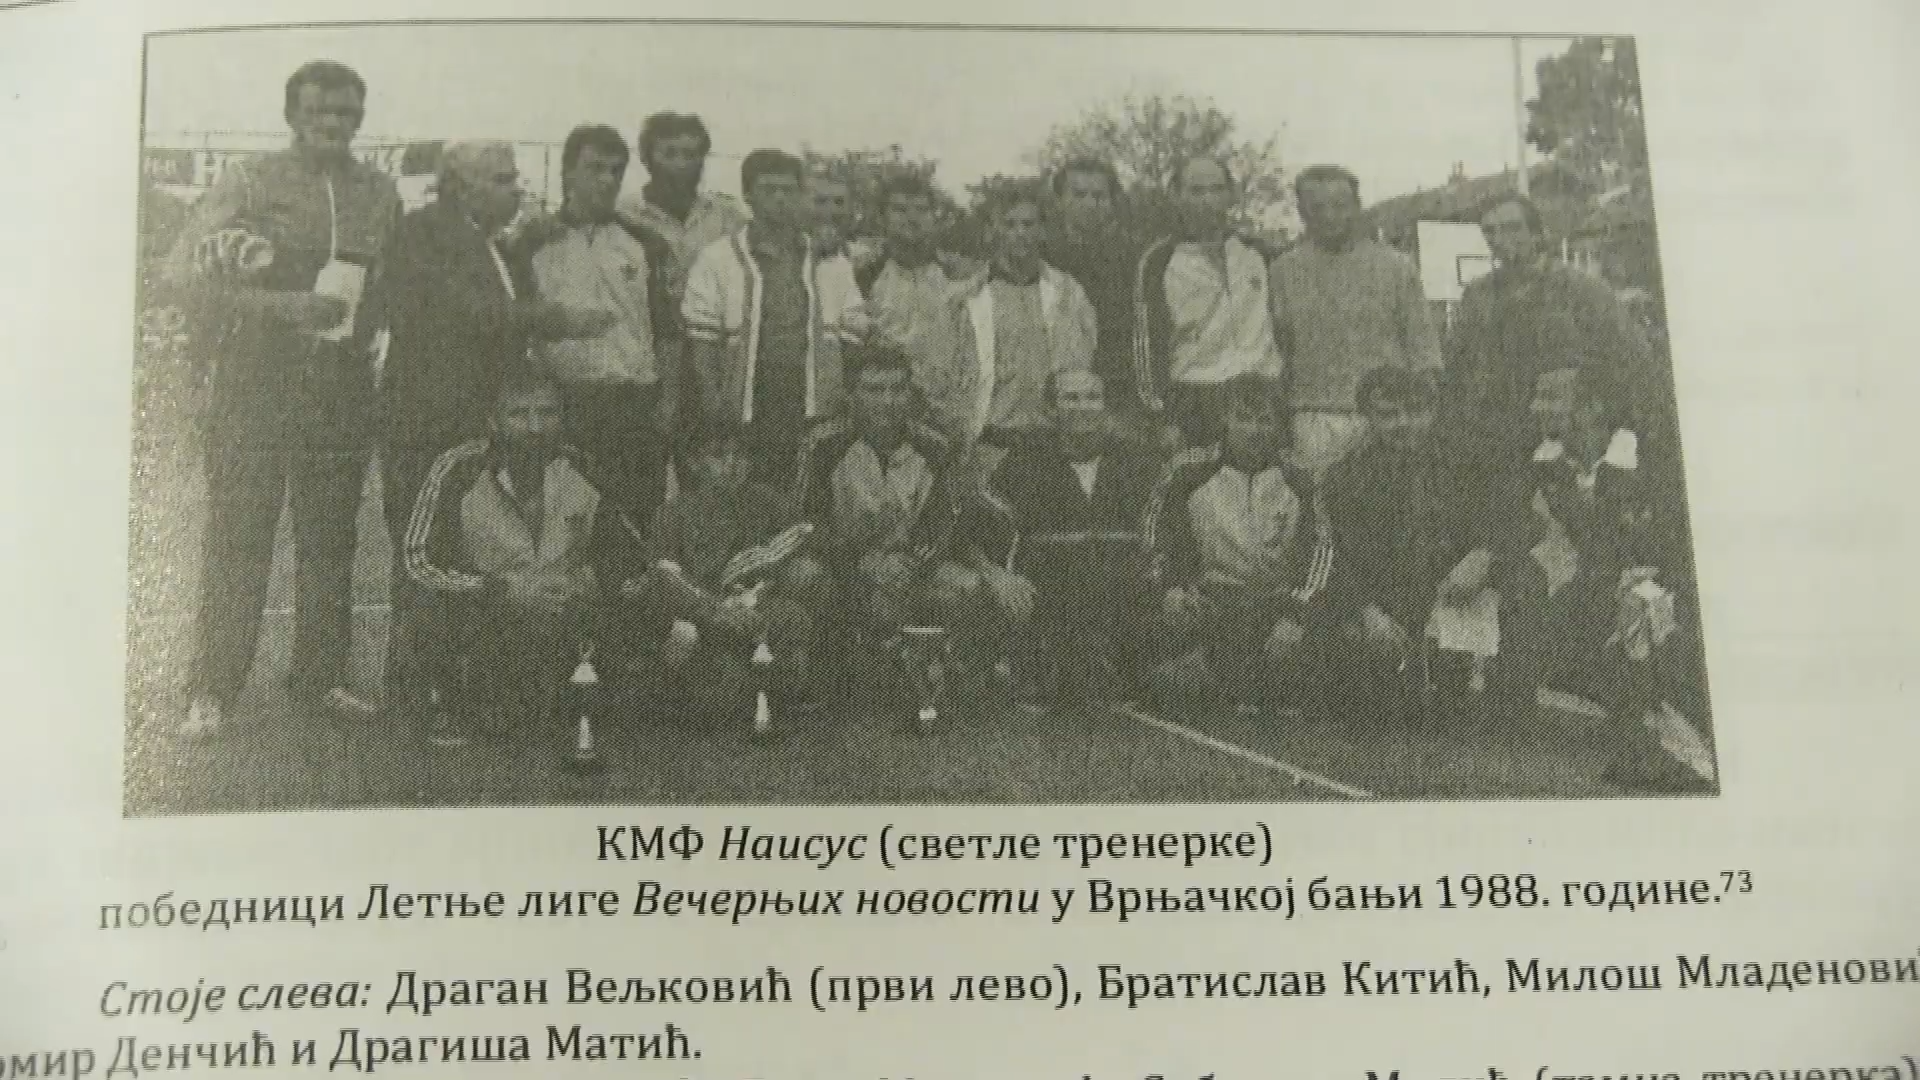 КМФ Наисус (светле тренерке)
победници Летње лиге Вечерњих новости у Врњачкој бањи 1988. године.73
Стоје слева: Драган Вељковић (први лево), Братислав Китић, Милош Младенови
омир Денчић и Драгиша Матић.